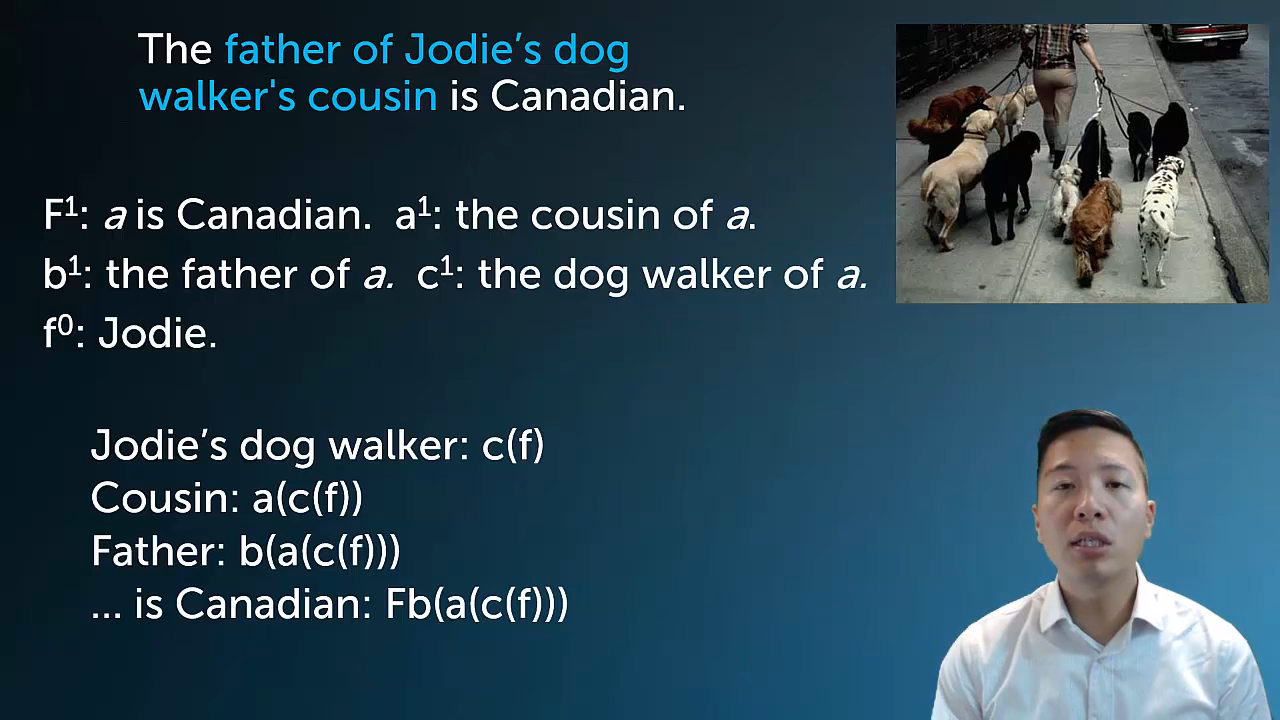 The father of Jodie’s dog
walker's cousin is Canadian.
F¹: a is Canadian. a¹: the cousin of a.
b¹: the father of a. c¹: the dog walker of a.
f⁰: Jodie.
Jodie’s dog walker: c(f)
Cousin: a(c(f))
Father: b(a(c(f)))
... is Canadian: Fb(a(c(f)))